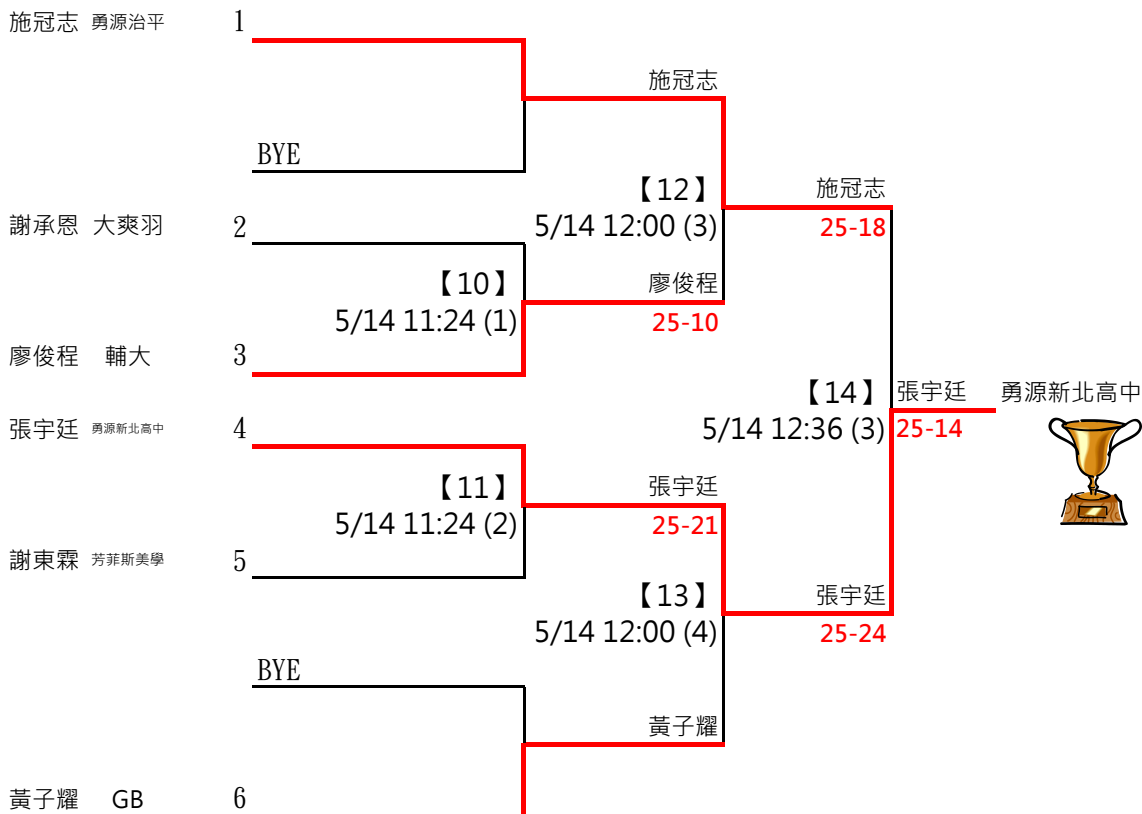 施冠志 勇源治平 1
施冠志
BYE
【12】 施冠志
謝承恩 大爽羽 2 5/14 12:00 (3) 25-18
【10】 廖俊程
5/14 11:24 (1) 25-10
廖俊程 輔大 3
【14】 張宇廷 勇源新北高中
張宇廷 勇源新北高中 4 5/14 12:36 (3) 25-14
【11】 張宇廷
5/14 11:24 (2) 25-21
謝東霖 芳菲斯美學 5
【13】 張宇廷
5/14 12:00 (4) 25-24
BYE
黃子耀
黃子耀 GB 6